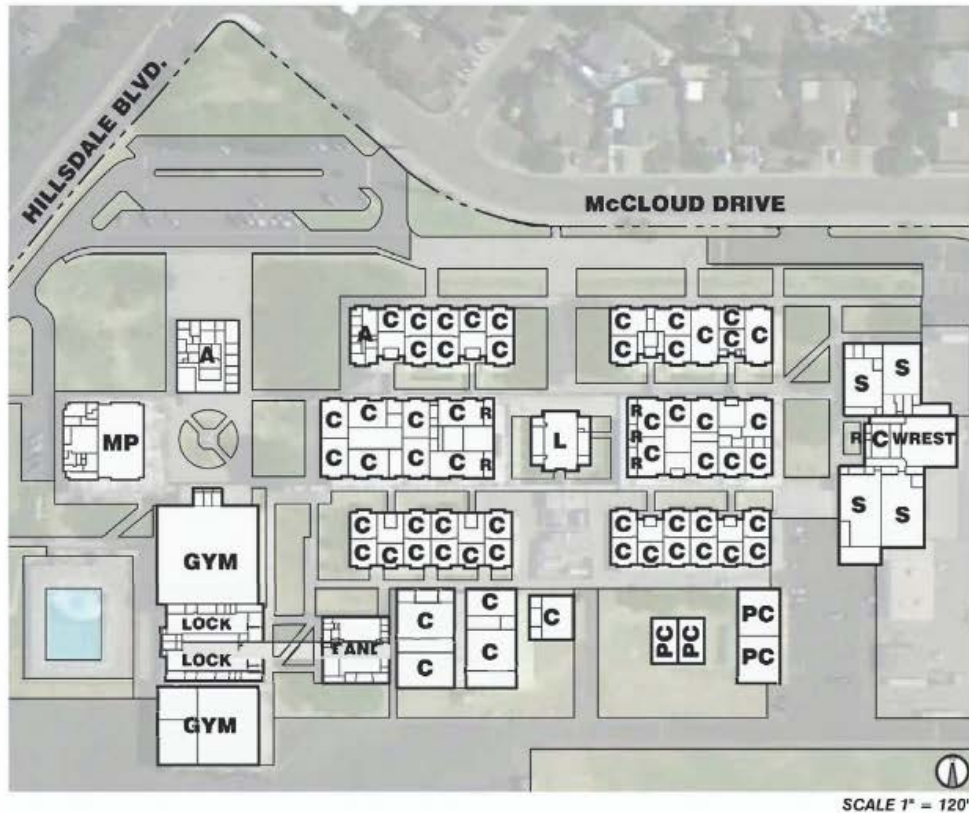 HILLSDALE BLVD.
McCLOUD DRIVE
A
A C C C C C
C C C C
C C C C C
C C C
C
S S
MP
C C C C R
C C C C R
L
R C C C
R
R C C C C
R C WREST
S S
GYM
C C C C
C C C C C C
C C C C
C C C C C C
LOCK
LOCK
GYM
C
C
C
C
C
PC PC
PC
PC
SCALE 1" = 120'